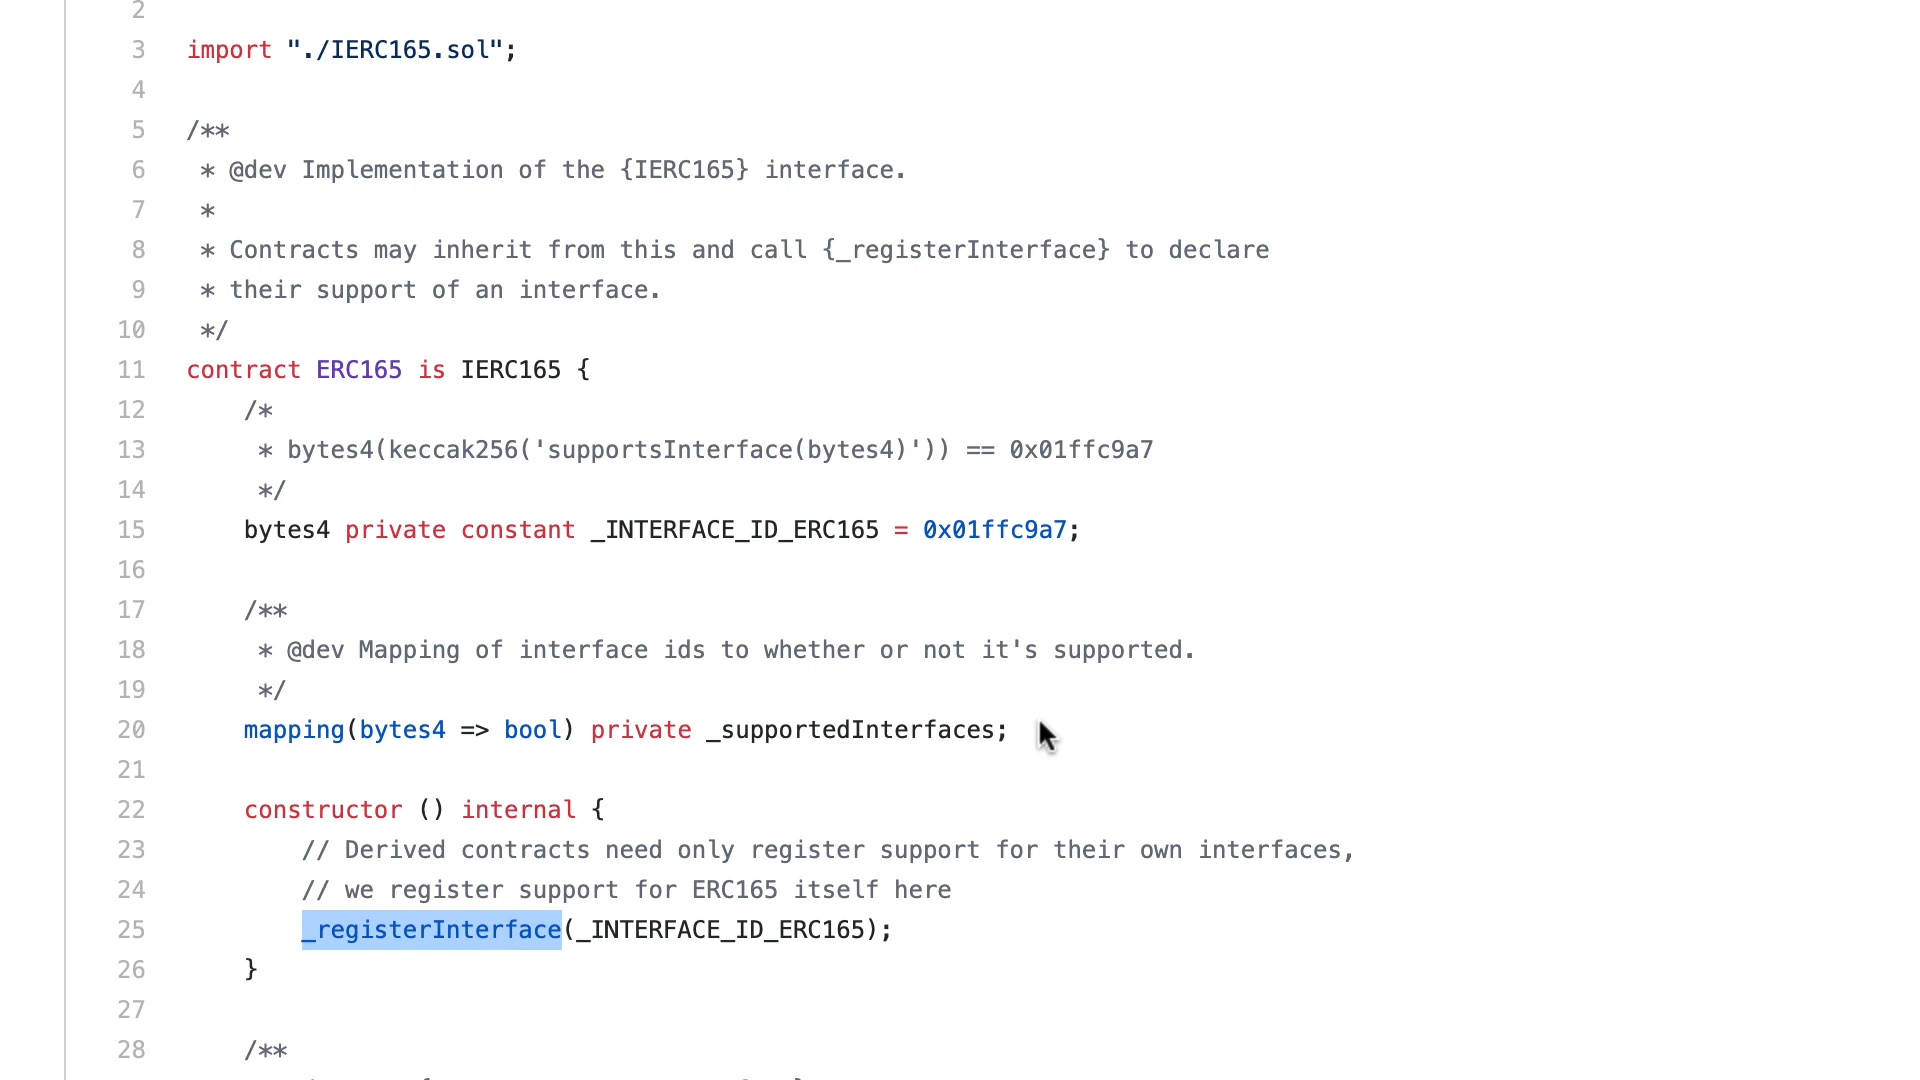 2
3 import "./IERC165.sol";
4
5 /**
6 * @dev Implementation of the {IERC165} interface.
7 *
8 * Contracts may inherit from this and call {_registerInterface} to declare
9 * their support of an interface.
10 */
11 contract ERC165 is IERC165 {
12 /*
13 * bytes4(keccak256('supportsInterface(bytes4)')) == 0x01ffc9a7
14 */
15 bytes4 private constant _INTERFACE_ID_ERC165 = 0x01ffc9a7;
16
17 /**
18 * @dev Mapping of interface ids to whether or not it's supported.
19 */
20 mapping(bytes4 => bool) private _supportedInterfaces;
21
22 constructor () internal {
23 // Derived contracts need only register support for their own interfaces,
24 // we register support for ERC165 itself here
25 _registerInterface(_INTERFACE_ID_ERC165);
26 }
27
28 /**